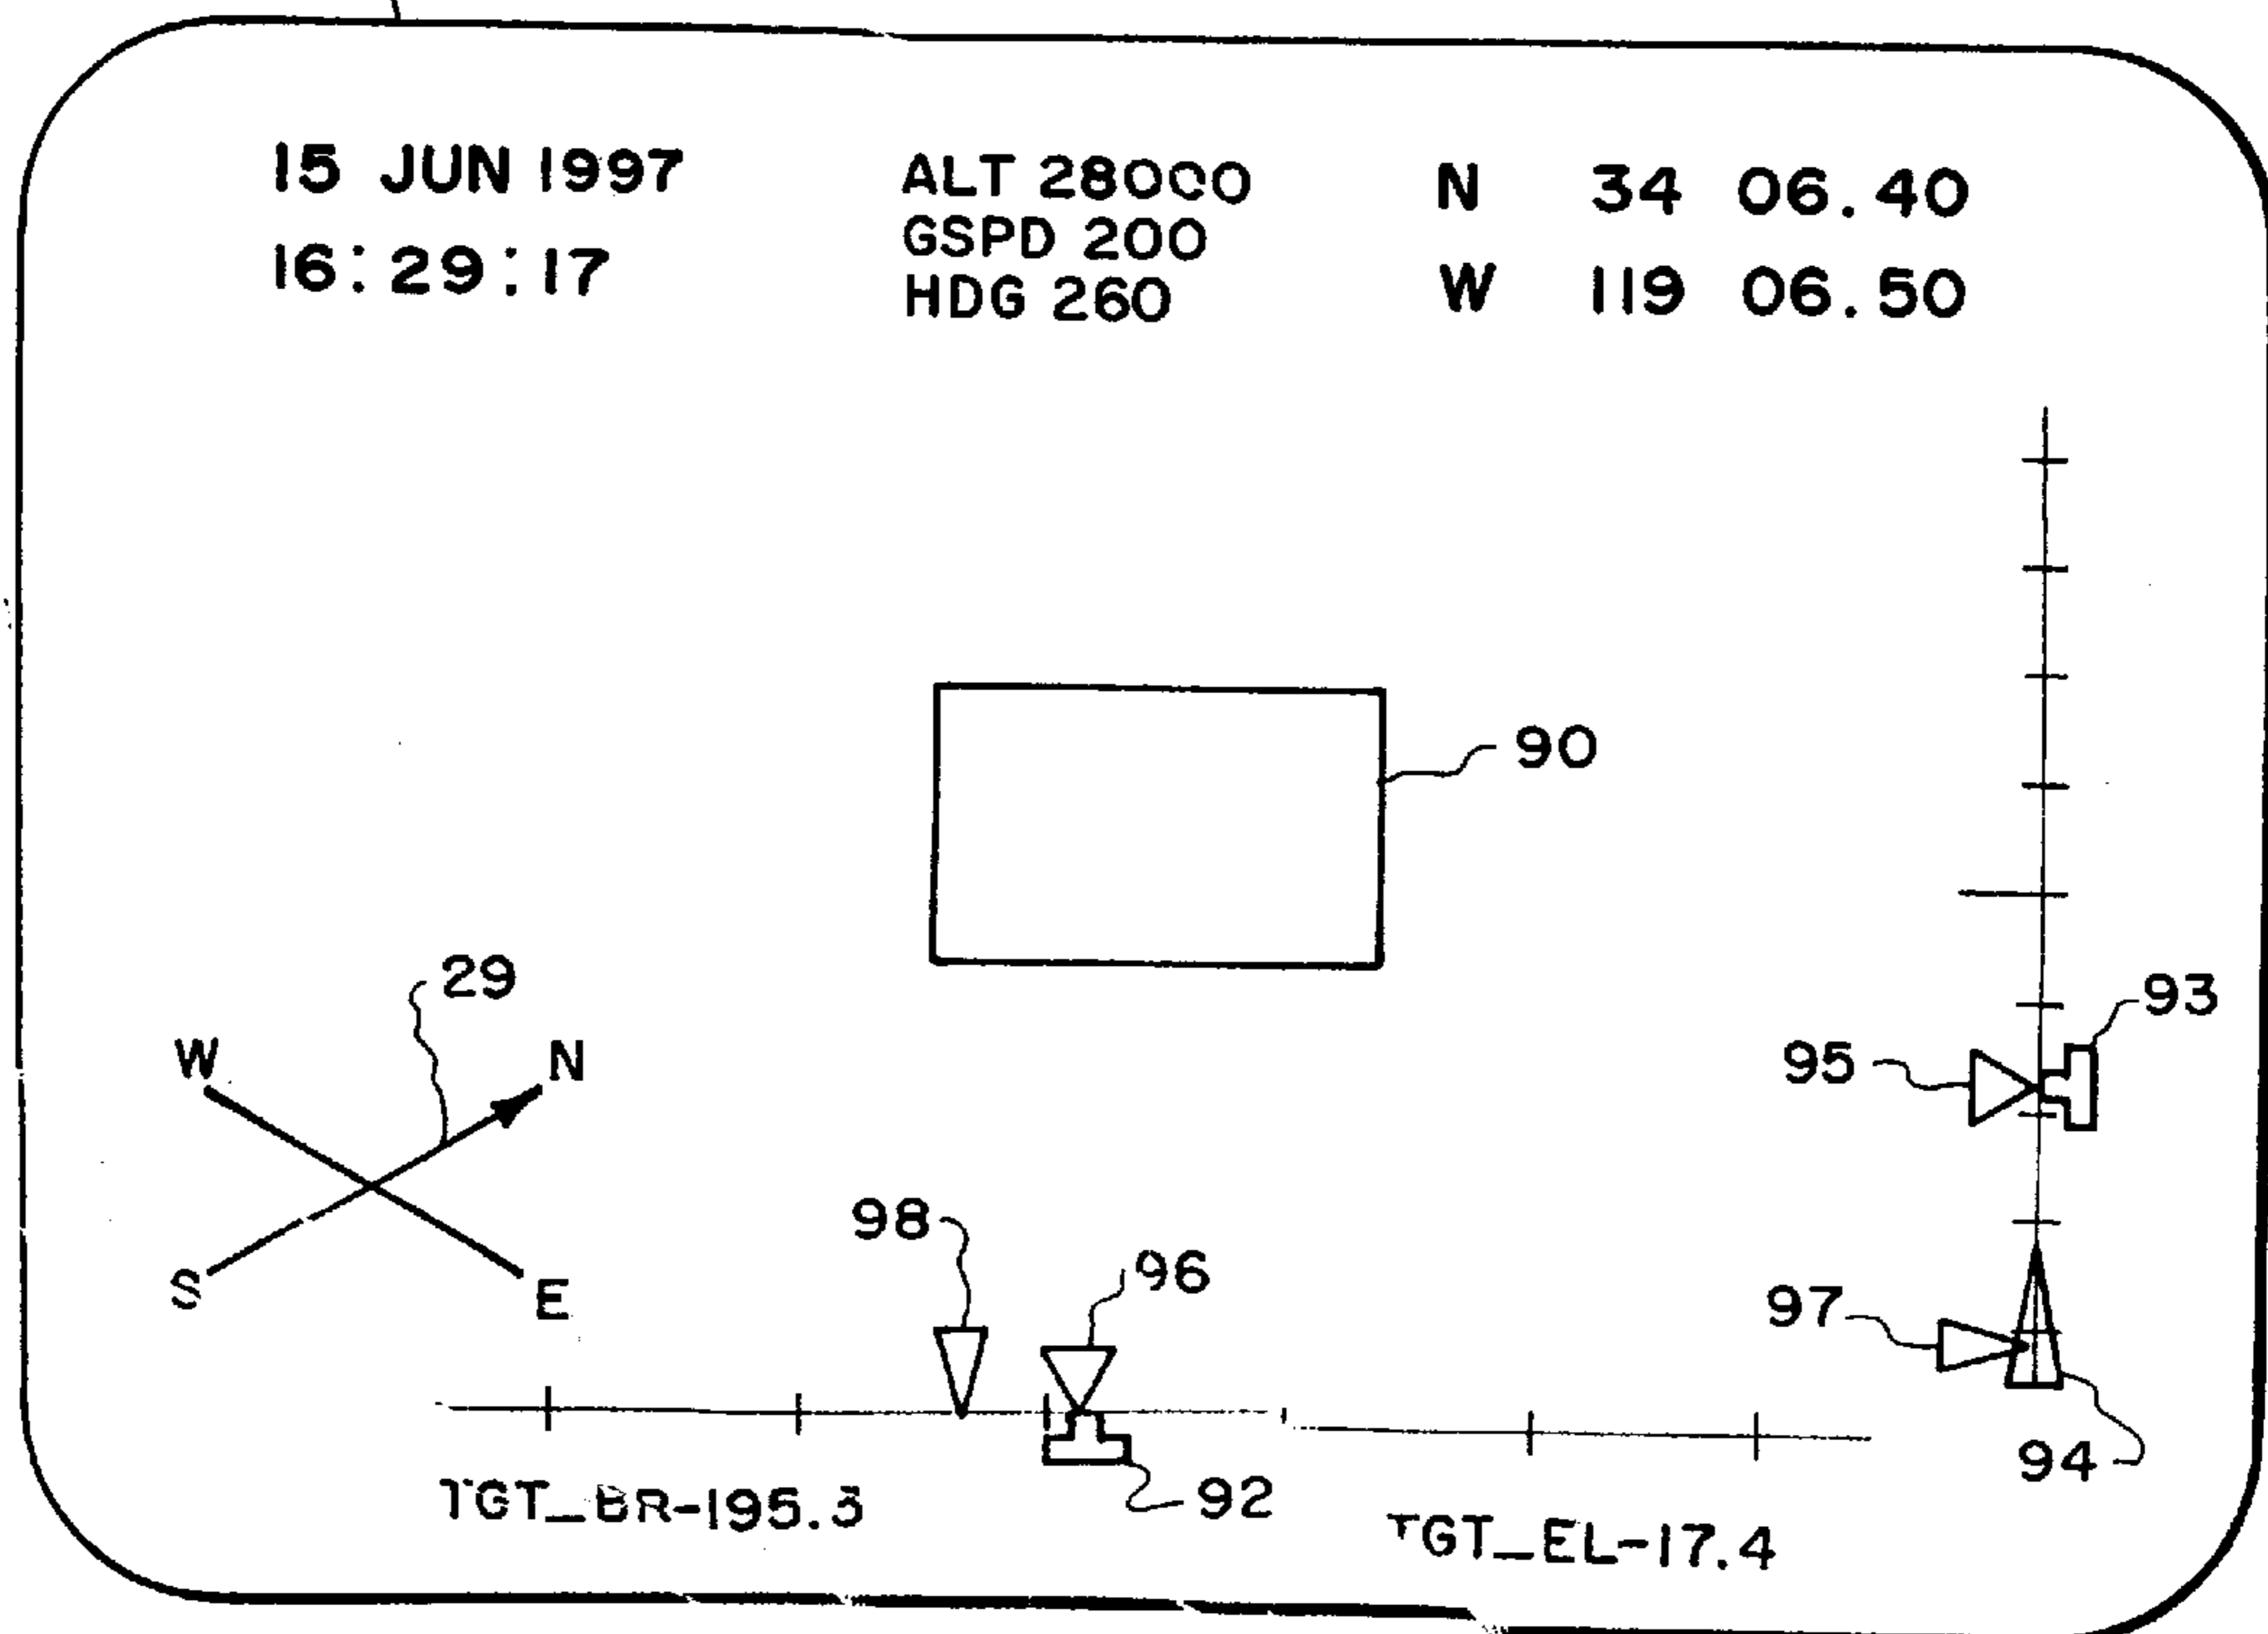 15 JUN 1997
16:29:17
ALT 28000
GSPD 200
HDG 260
N 34 06.40
W 119 06.50
90
29
W
N
S
E
93
95
98
96
97
94
92
TGT_BR-195.3
TGT_EL-17.4